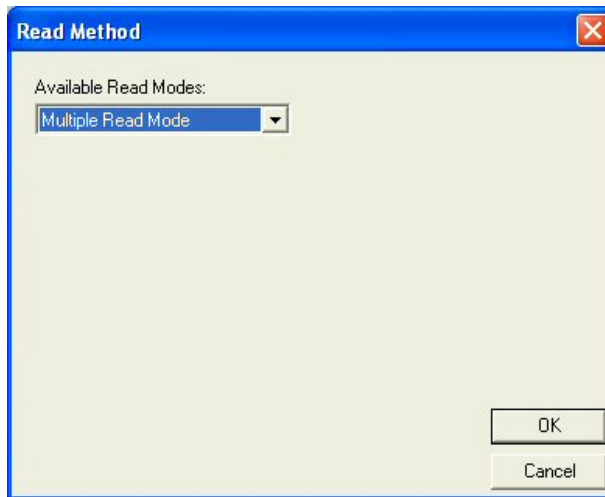 Read Method
Available Read Modes:
Multiple Read Mode
OK
Cancel